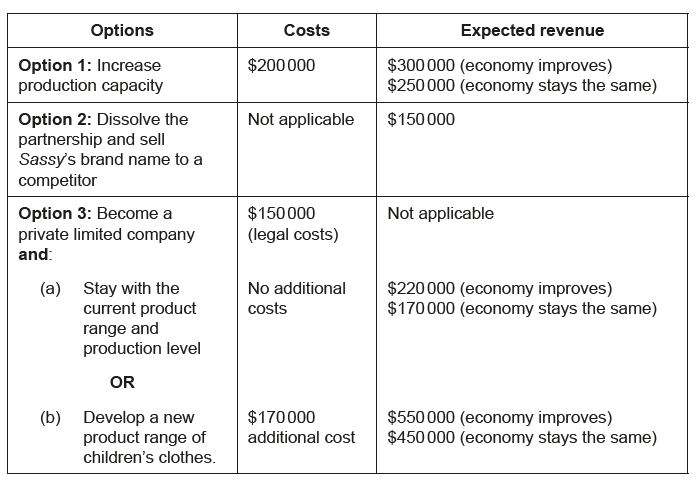 Options Costs Expected revenue
Option 1: Increase $200 000 $300 000 (economy improves)
production capacity $250 000 (economy stays the same)
Option 2: Dissolve the Not applicable $150 000
partnership and sell
Sassy's brand name to a
competitor
Option 3: Become a $150 000 Not applicable
private limited company (legal costs)
and:
(a) Stay with the No additional $220 000 (economy improves)
current product costs $170 000 (economy stays the same)
range and
production level
OR
(b) Develop a new $170 000 $550 000 (economy improves)
product range of additional cost $450 000 (economy stays the same)
children's clothes.